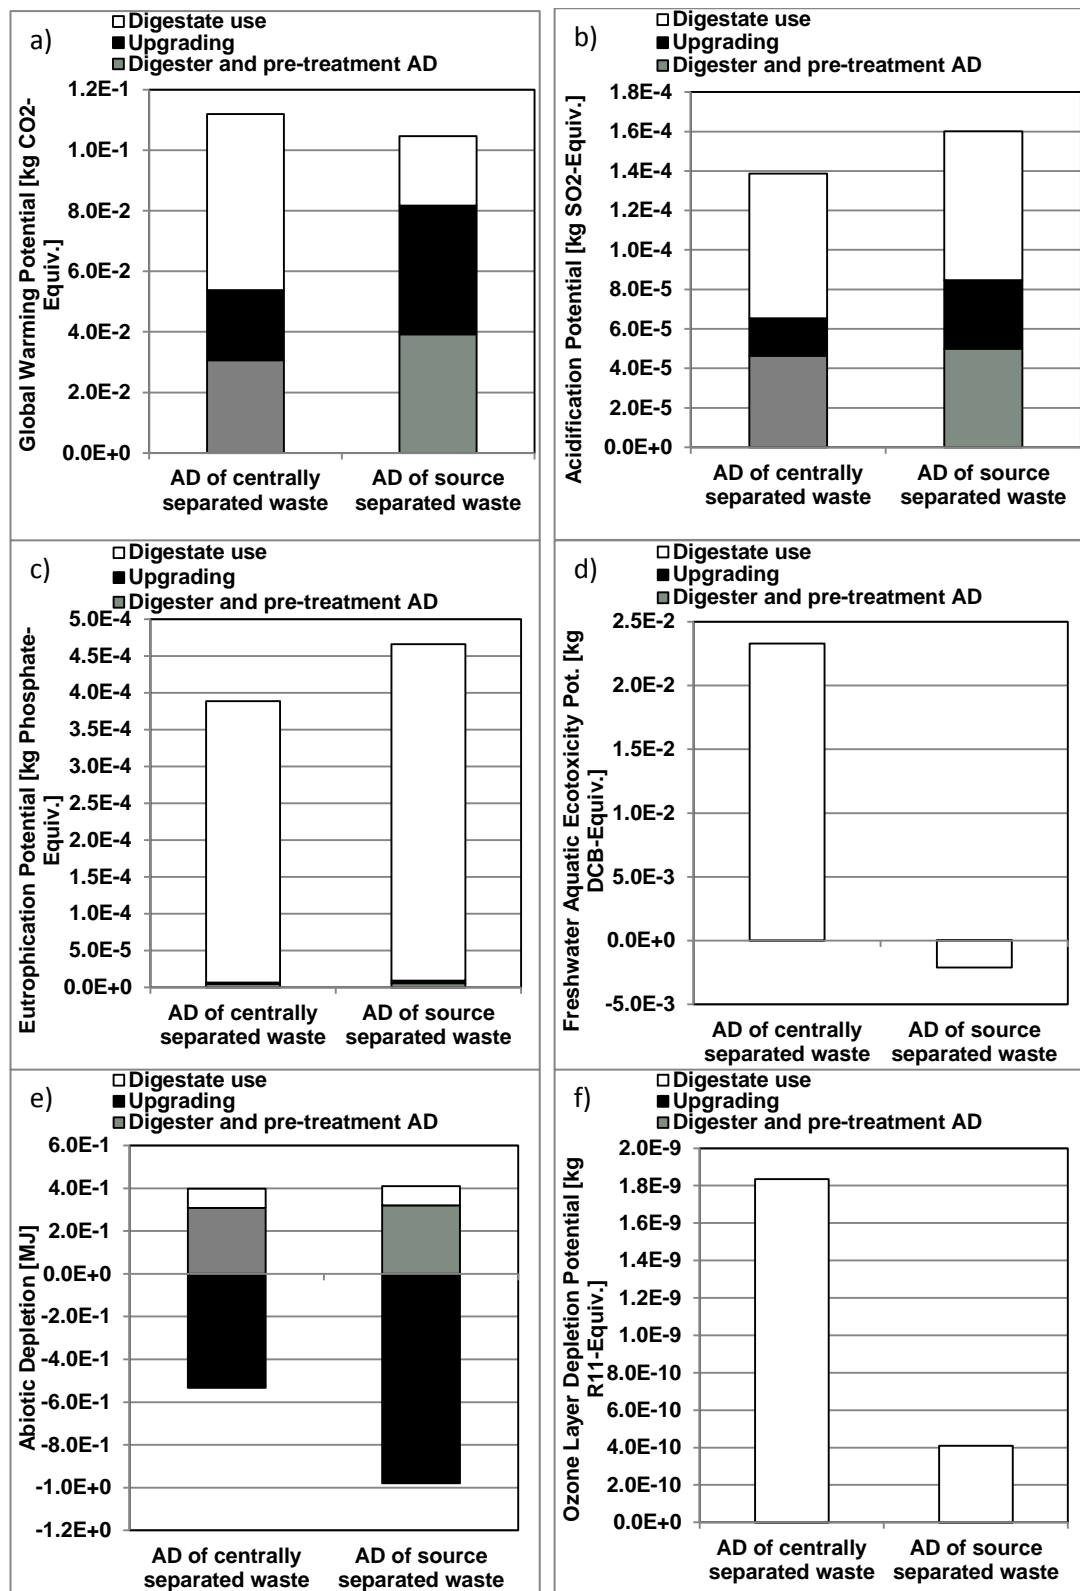 a)
Digestate use
Upgrading
Digester and pre-treatment AD
Global Warming Potential [kg CO2-
Equiv.]
1.2E-1
1.0E-1
8.0E-2
6.0E-2
4.0E-2
2.0E-2
0.0E+0
AD of centrally
separated waste
AD of source
separated waste
b)
Digestate use
Upgrading
Digester and pre-treatment AD
Acidification Potential [kg SO2-Equiv.]
1.8E-4
1.6E-4
1.4E-4
1.2E-4
1.0E-4
8.0E-5
6.0E-5
4.0E-5
2.0E-5
0.0E+0
AD of centrally
separated waste
AD of source
separated waste
c)
Digestate use
Upgrading
Digester and pre-treatment AD
Eutrophication Potential [kg Phosphate-
Equiv.]
5.0E-4
4.5E-4
4.0E-4
3.5E-4
3.0E-4
2.5E-4
2.0E-4
1.5E-4
1.0E-4
5.0E-5
0.0E+0
AD of centrally
separated waste
AD of source
separated waste
d)
Digestate use
Upgrading
Digester and pre-treatment AD
Freshwater Aquatic Ecotoxicity Pot. [kg
DCB-Equiv.]
2.5E-2
2.0E-2
1.5E-2
1.0E-2
5.0E-3
0.0E+0
-5.0E-3
AD of centrally
separated waste
AD of source
separated waste
e)
Digestate use
Upgrading
Digester and pre-treatment AD
Abiotic Depletion [MJ]
6.0E-1
4.0E-1
2.0E-1
0.0E+0
-2.0E-1
-4.0E-1
-6.0E-1
-8.0E-1
-1.0E+0
-1.2E+0
AD of centrally
separated waste
AD of source
separated waste
f)
Digestate use
Upgrading
Digester and pre-treatment AD
Ozone Layer Depletion Potential [kg
R11-Equiv.]
2.0E-9
1.8E-9
1.6E-9
1.4E-9
1.2E-9
1.0E-9
8.0E-10
6.0E-10
4.0E-10
2.0E-10
0.0E+0
AD of centrally
separated waste
AD of source
separated waste